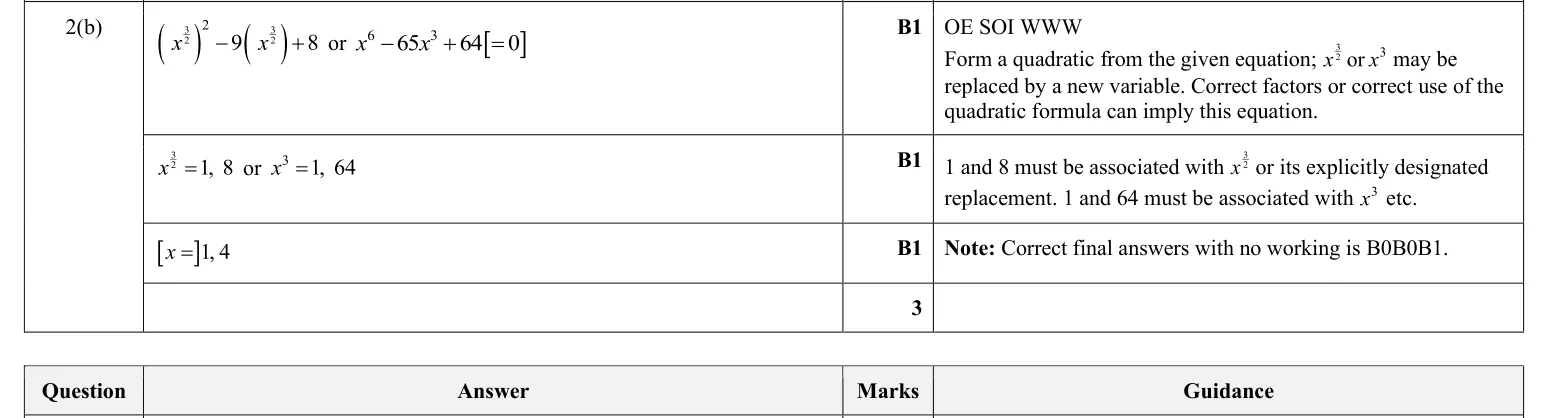 2(b)
(x^{3/2})^2 − 9(x^{3/2}) + 8 or x^6 − 65x^3 + 64[= 0]
B1
OE SOI WWW
Form a quadratic from the given equation; x^{3/2} or x^3 may be
replaced by a new variable. Correct factors or correct use of the
quadratic formula can imply this equation.
x^{3/2} = 1, 8 or x^3 = 1, 64
B1
1 and 8 must be associated with x^{3/2} or its explicitly designated
replacement. 1 and 64 must be associated with x^3 etc.
[x =]1, 4
B1
Note: Correct final answers with no working is B0B0B1.
3
Question Answer Marks Guidance